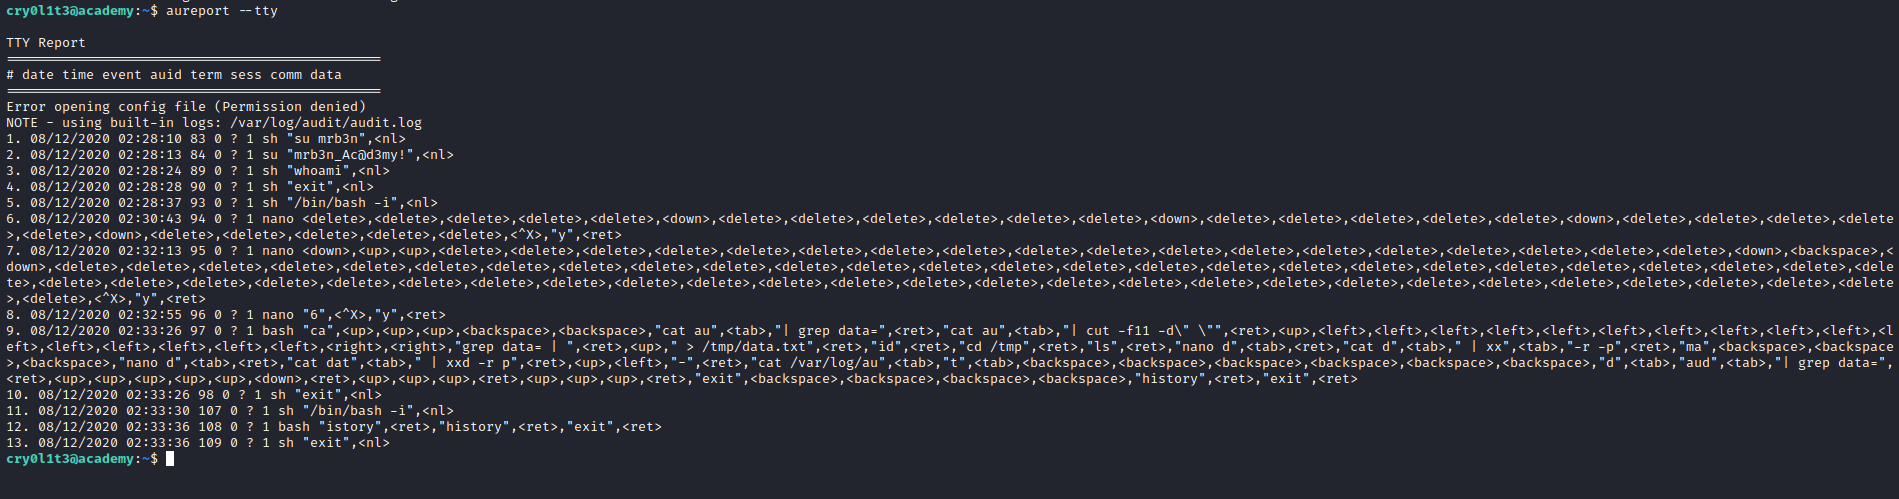 cry0l1t3@academy:~$ aureport --tty
TTY Report
===============================================
# date time event auid term sess comm data
===============================================
Error opening config file (Permission denied)
NOTE - using built-in logs: /var/log/audit/audit.log
1. 08/12/2020 02:28:10 83 0 ? 1 sh "su mrb3n",<nl>
2. 08/12/2020 02:28:13 84 0 ? 1 su "mrb3n_Ac@d3my!",<nl>
3. 08/12/2020 02:28:24 89 0 ? 1 sh "whoami",<nl>
4. 08/12/2020 02:28:28 90 0 ? 1 sh "exit",<nl>
5. 08/12/2020 02:28:37 93 0 ? 1 sh "/bin/bash -i",<nl>
6. 08/12/2020 02:30:43 94 0 ? 1 nano <delete>,<delete>,<delete>,<delete>,<delete>,<down>,<delete>,<delete>,<delete>,<delete>,<delete>,<delete>,<delete>,<down>,<delete>,<delete>,<delete>,<delete>,<delete>,<delete>,<down>,<delete>,<delete>,<delete>,<delete>,<delete
>,<delete>,<down>,<delete>,<delete>,<delete>,<delete>,<delete>,<delete>,<^X>,"y",<ret>
7. 08/12/2020 02:32:13 95 0 ? 1 nano <down>,<up>,<up>,<delete>,<delete>,<delete>,<delete>,<delete>,<delete>,<delete>,<delete>,<delete>,<delete>,<delete>,<delete>,<delete>,<delete>,<delete>,<delete>,<delete>,<delete>,<down>,<backspace>,<
down>,<delete>,<delete>,<delete>,<delete>,<delete>,<delete>,<delete>,<delete>,<delete>,<delete>,<delete>,<delete>,<delete>,<delete>,<delete>,<delete>,<delete>,<delete>,<delete>,<delete>,<delete>,<delete>,<delete>,<delete>,<delete>,<dele
te>,<delete>,<delete>,<delete>,<delete>,<delete>,<delete>,<delete>,<delete>,<delete>,<delete>,<delete>,<delete>,<delete>,<delete>,<delete>,<delete>,<delete>,<delete>,<delete>,<delete>,<delete>,<delete>,<delete>,<delete>,<delete>,<delete
>,<delete>,<^X>,"y",<ret>
8. 08/12/2020 02:32:55 96 0 ? 1 nano "6",<^X>,"y",<ret>
9. 08/12/2020 02:33:26 97 0 ? 1 bash "ca",<up>,<up>,<up>,<backspace>,<backspace>,"cat au",<tab>,"| grep data=",<ret>,"cat au",<tab>,"| cut -f11 -d\" \"",<ret>,<up>,<left>,<left>,<left>,<left>,<left>,<left>,<left>,<left>,<left>,<left>,<l
eft>,<left>,<left>,<left>,<left>,<left>,<right>,<right>,"grep data= | ",<ret>,<up>," > /tmp/data.txt",<ret>,"id",<ret>,"cd /tmp",<ret>,"ls",<ret>,"nano d",<tab>,<ret>,"cat d",<tab>," | xx",<tab>,"-r -p",<ret>,"ma",<backspace>,<backspace
>,<backspace>,"nano d",<tab>,<ret>,"cat dat",<tab>," | xxd -r p",<ret>,<up>,<left>,"-",<ret>,"cat /var/log/au",<tab>,"t",<tab>,<backspace>,<backspace>,<backspace>,<backspace>,<backspace>,<backspace>,"d",<tab>,"aud",<tab>,"| grep data=",
<ret>,<up>,<up>,<up>,<up>,<up>,<down>,<ret>,<up>,<up>,<up>,<ret>,<up>,<up>,<up>,<ret>,"exit",<backspace>,<backspace>,<backspace>,<backspace>,"history",<ret>,"exit",<ret>
10. 08/12/2020 02:33:26 98 0 ? 1 sh "exit",<nl>
11. 08/12/2020 02:33:30 107 0 ? 1 sh "/bin/bash -i",<nl>
12. 08/12/2020 02:33:36 108 0 ? 1 bash "istory",<ret>,"history",<ret>,"exit",<ret>
13. 08/12/2020 02:33:36 109 0 ? 1 sh "exit",<nl>
cry0l1t3@academy:~$